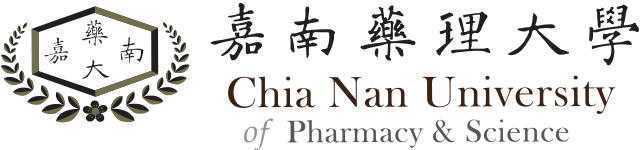 藥
嘉 南
大
嘉南藥理大學
Chia Nan University
of Pharmacy & Science